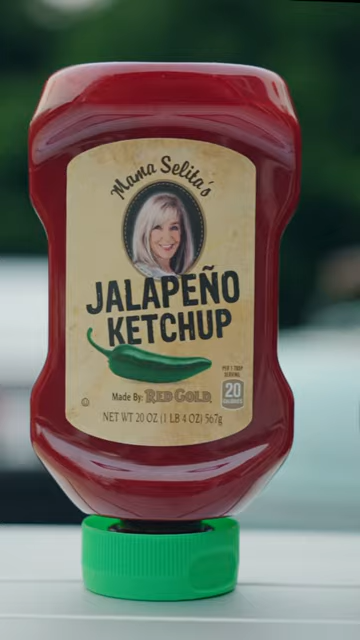 Mama Selita's
JALAPEÑO
KETCHUP
PER 1 TBSP
SERVING
20
CALORIES
Made By: RED GOLD
NET WT 20 OZ (1 LB 4 OZ) 567g